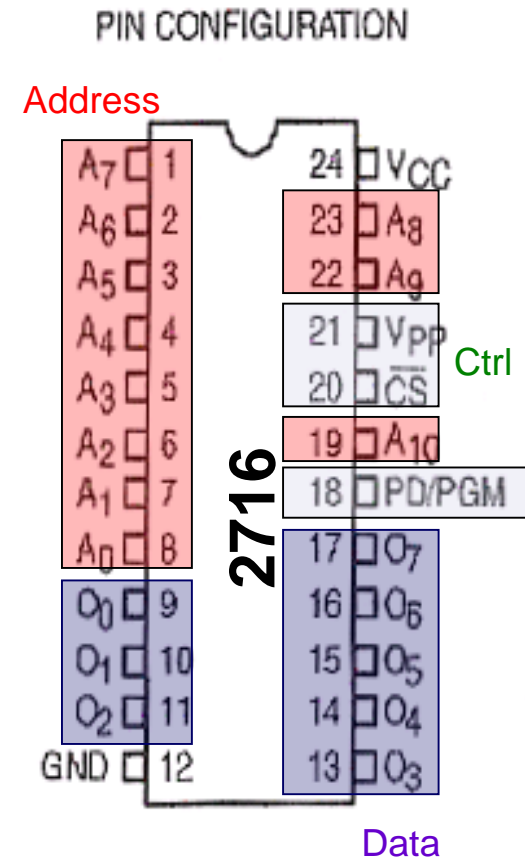 PIN CONFIGURATION
Address
A7 1 24 VCC
A6 2 23 A8
A5 3 22 A9
A4 4 21 VPP
Ctrl
A3 5 20 C̅S̅
A2 6 19 A10
A1 7 18 PD/PGM
A0 8 17 O7
2716
O0 9 16 O6
O1 10 15 O5
O2 11 14 O4
GND 12 13 O3
Data